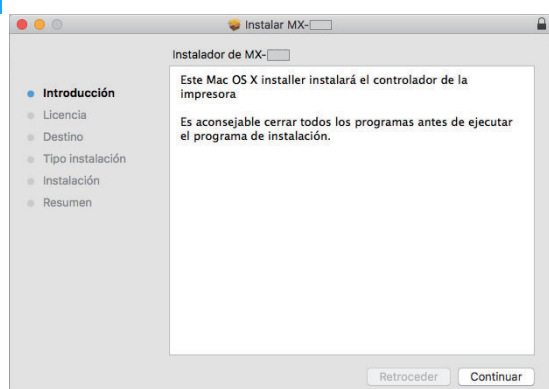 Instalar MX-
Instalador de MX-
Introducción
Licencia
Destino
Tipo instalación
Instalación
Resumen
Este Mac OS X installer instalará el controlador de la
impresora
Es aconsejable cerrar todos los programas antes de ejecutar
el programa de instalación.
Retroceder
Continuar